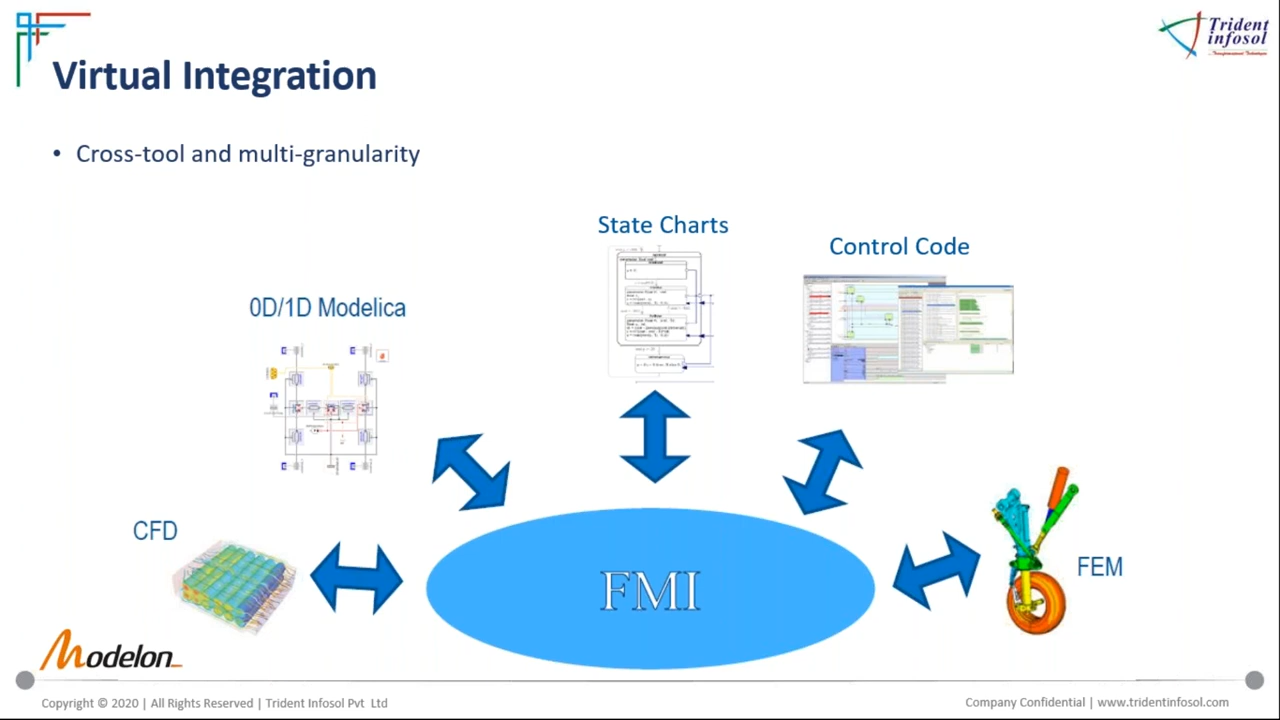 Trident
infosol
Virtual Integration
• Cross-tool and multi-granularity
State Charts
Control Code
0D/1D Modelica
CFD
FMI
FEM
Modelon
Copyright © 2020 | All Rights Reserved | Trident Infosol Pvt Ltd
Company Confidential | www.tridentinfosol.com